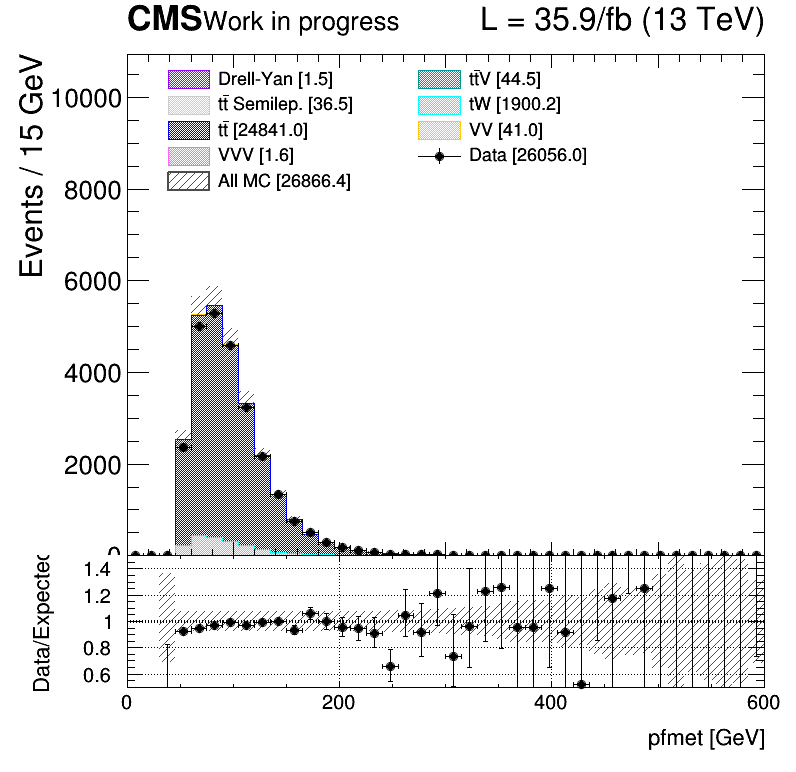 CMS Work in progress L = 35.9/fb (13 TeV)
Events / 15 GeV
Drell-Yan [1.5]
tt̄ Semilep. [36.5]
tt̄ [24841.0]
VVV [1.6]
All MC [26866.4]
tt̄V [44.5]
tW [1900.2]
VV [41.0]
Data [26056.0]
10000
8000
6000
4000
2000
0
Data/Expected
1.4
1.2
1
0.8
0.6
0 200 400 600
pfmet [GeV]